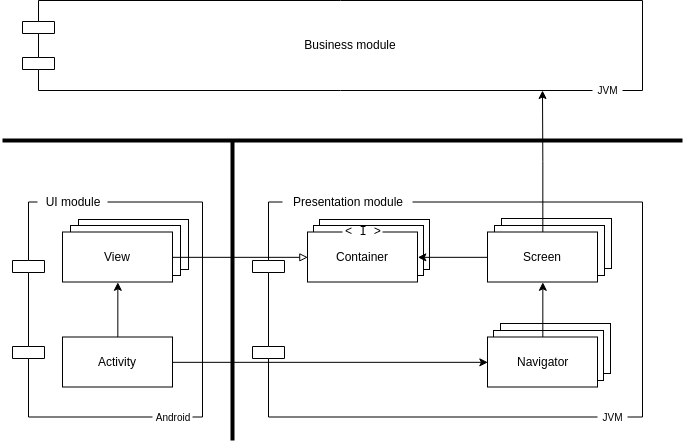 Business module
JVM
UI module
Presentation module
< I >
View
Container
Screen
Activity
Navigator
Android
JVM